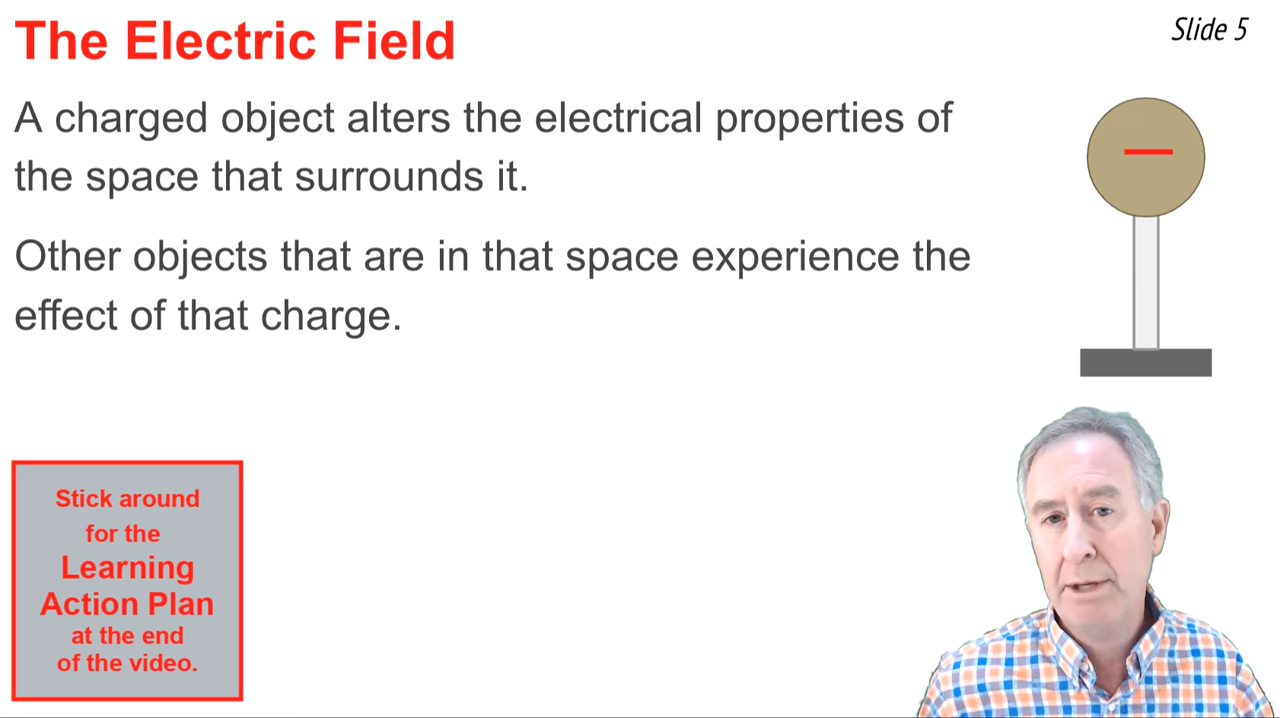 The Electric Field
Slide 5
A charged object alters the electrical properties of
the space that surrounds it.
Other objects that are in that space experience the
effect of that charge.
Stick around
for the
Learning
Action Plan
at the end
of the video.